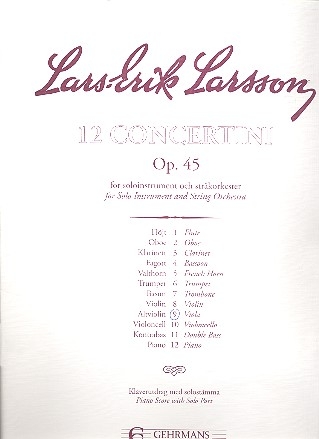 Lars-Erik Larsson
12 CONCERTINI
Op. 45
för soloinstrument och stråkorkester
for Solo Instrument and String Orchestra
Flöjt 1 Flute
Oboe 2 Oboe
Klarinett 3 Clarinet
Fagott 4 Bassoon
Valthorn 5 French Horn
Trumpet 6 Trumpet
Basun 7 Trombone
Violin 8 Violin
Altviolin 9 Viola
Violoncell 10 Violoncello
Kontrabas 11 Double Bass
Piano 12 Piano
Klaverutdrag med solostämma
Piano Score with Solo Part
GEHRMANS